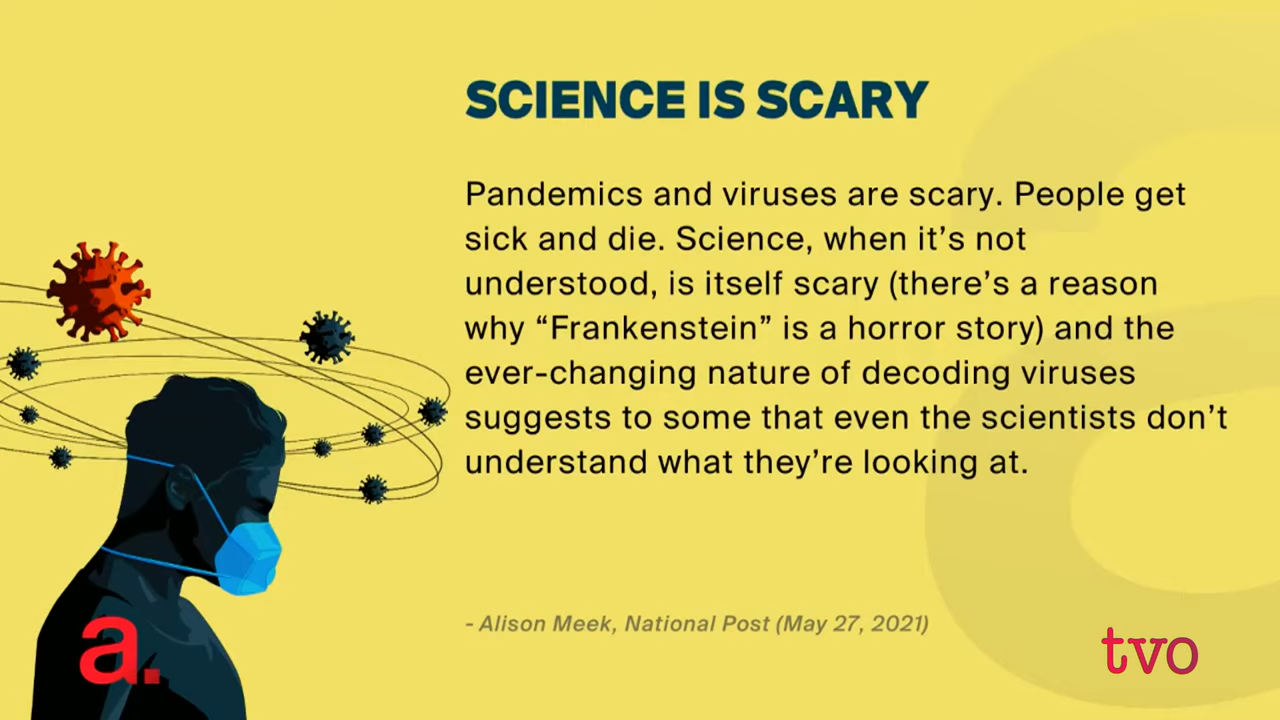 SCIENCE IS SCARY
Pandemics and viruses are scary. People get
sick and die. Science, when it’s not
understood, is itself scary (there’s a reason
why “Frankenstein” is a horror story) and the
ever-changing nature of decoding viruses
suggests to some that even the scientists don’t
understand what they’re looking at.
- Alison Meek, National Post (May 27, 2021)
a.
tvo